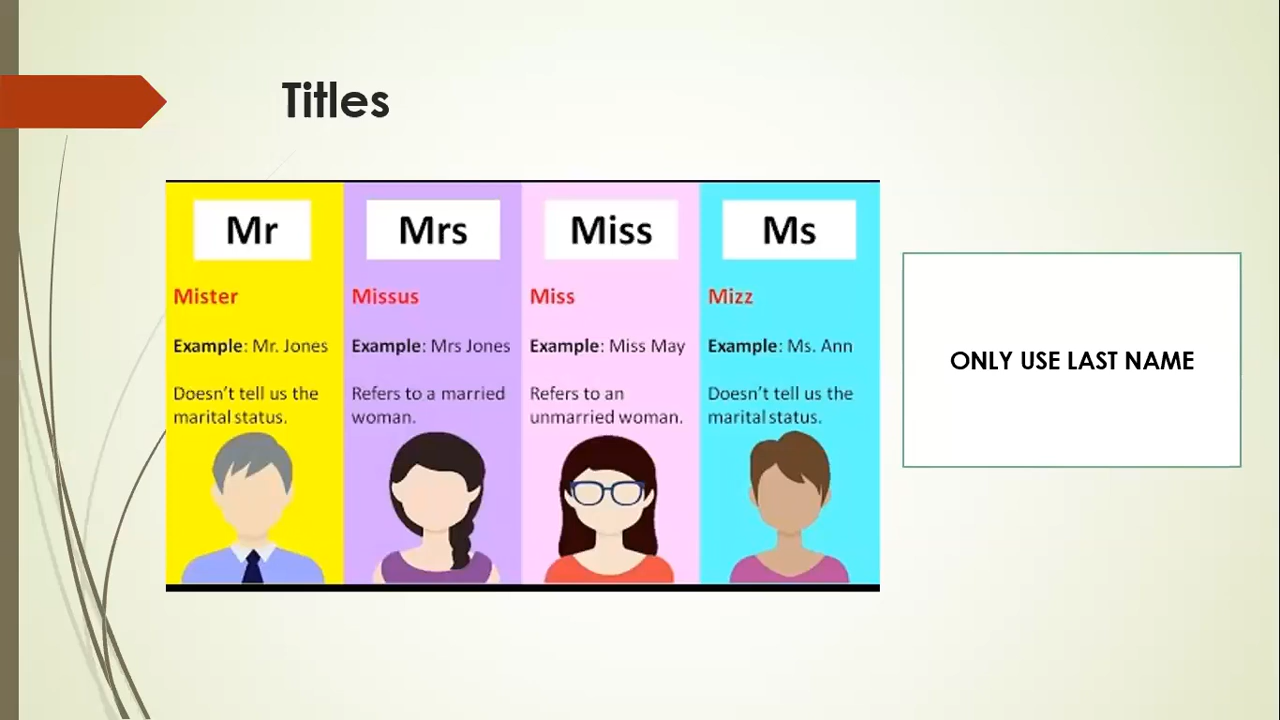 Titles
Mr
Mister
Example: Mr. Jones
Doesn't tell us the
marital status.
Mrs
Missus
Example: Mrs Jones
Refers to a married
woman.
Miss
Miss
Example: Miss May
Refers to an
unmarried woman.
Ms
Mizz
Example: Ms. Ann
Doesn't tell us the
marital status.
ONLY USE LAST NAME